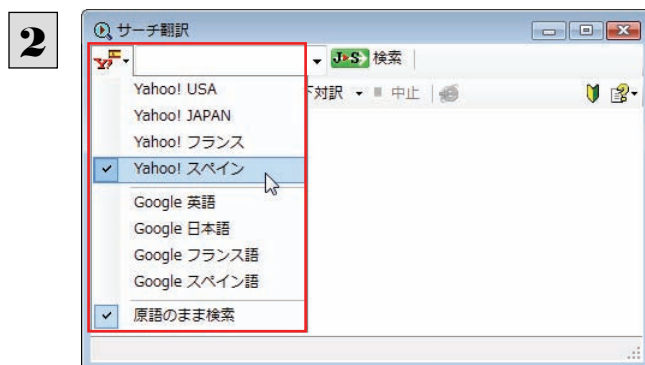 2
サーチ翻訳
J▸S 検索
下対訳 中止
Yahoo! USA
Yahoo! JAPAN
Yahoo! フランス
Yahoo! スペイン
Google 英語
Google 日本語
Google フランス語
Google スペイン語
原語のまま検索